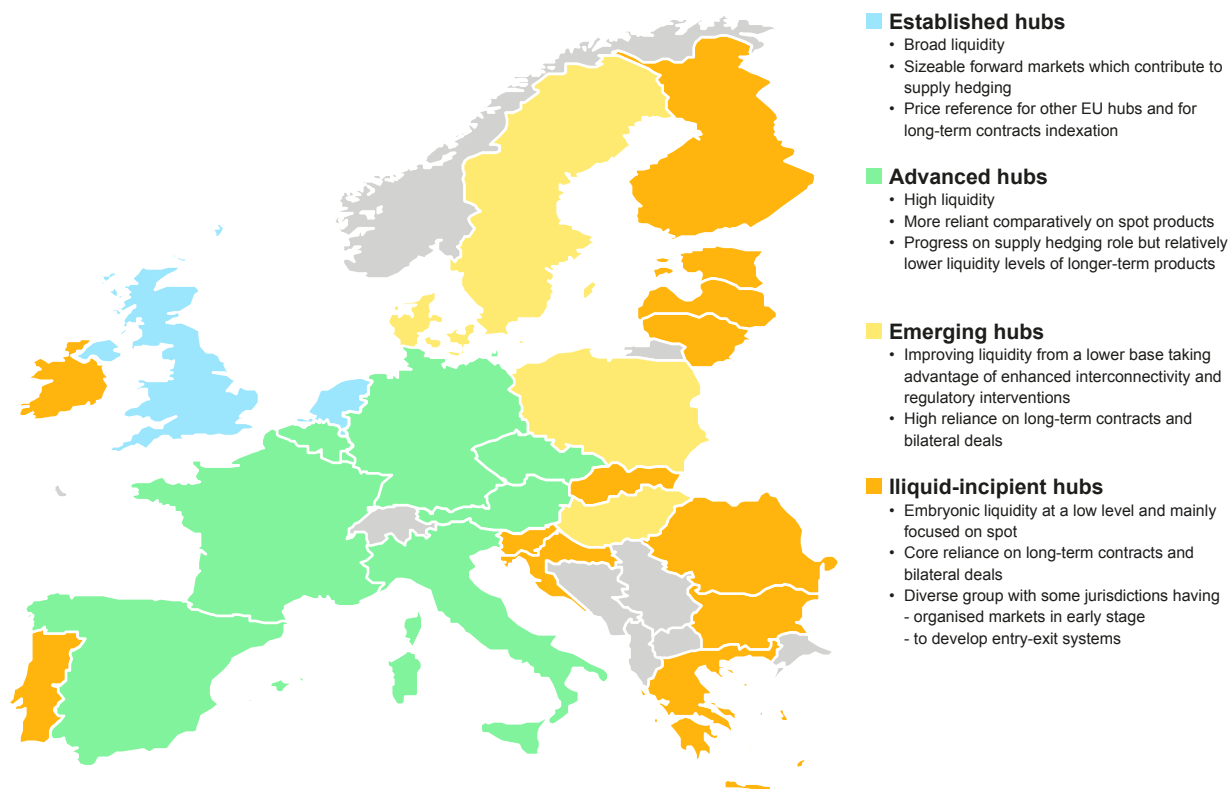 Established hubs
• Broad liquidity
• Sizeable forward markets which contribute to
supply hedging
• Price reference for other EU hubs and for
long-term contracts indexation
Advanced hubs
• High liquidity
• More reliant comparatively on spot products
• Progress on supply hedging role but relatively
lower liquidity levels of longer-term products
Emerging hubs
• Improving liquidity from a lower base taking
advantage of enhanced interconnectivity and
regulatory interventions
• High reliance on long-term contracts and
bilateral deals
Iliquid-incipient hubs
• Embryonic liquidity at a low level and mainly
focused on spot
• Core reliance on long-term contracts and
bilateral deals
• Diverse group with some jurisdictions having
- organised markets in early stage
- to develop entry-exit systems